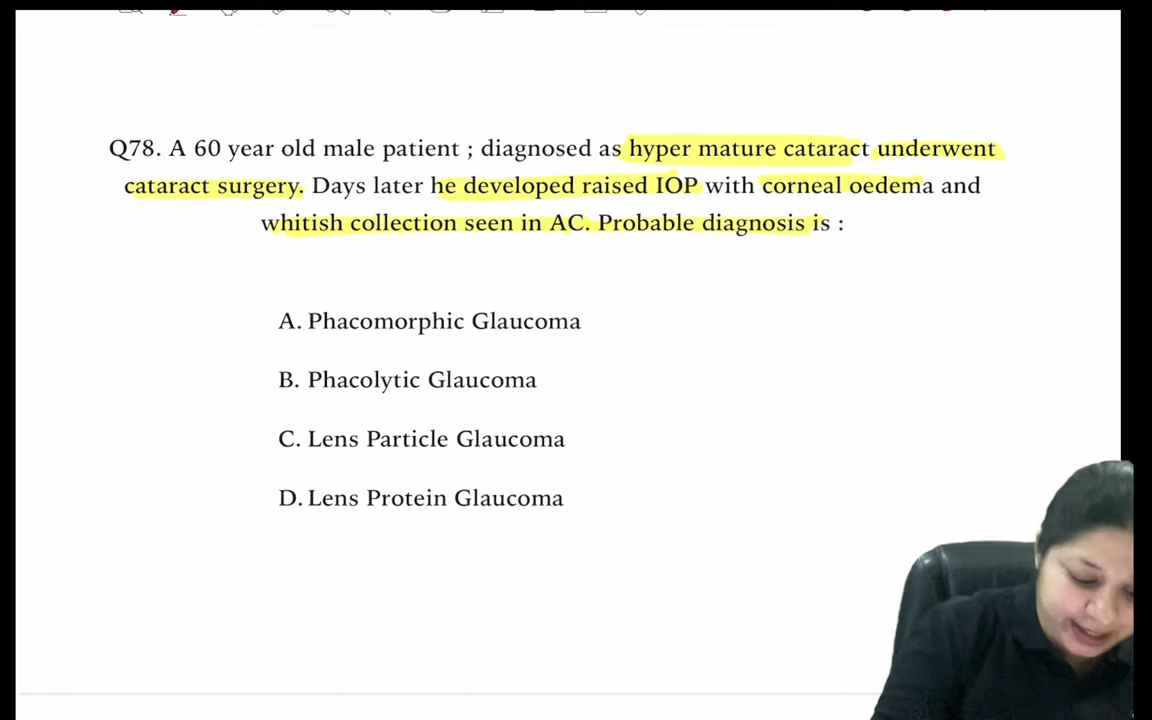 Q78. A 60 year old male patient ; diagnosed as hyper mature cataract underwent
cataract surgery. Days later he developed raised IOP with corneal oedema and
whitish collection seen in AC. Probable diagnosis is :
A. Phacomorphic Glaucoma
B. Phacolytic Glaucoma
C. Lens Particle Glaucoma
D. Lens Protein Glaucoma